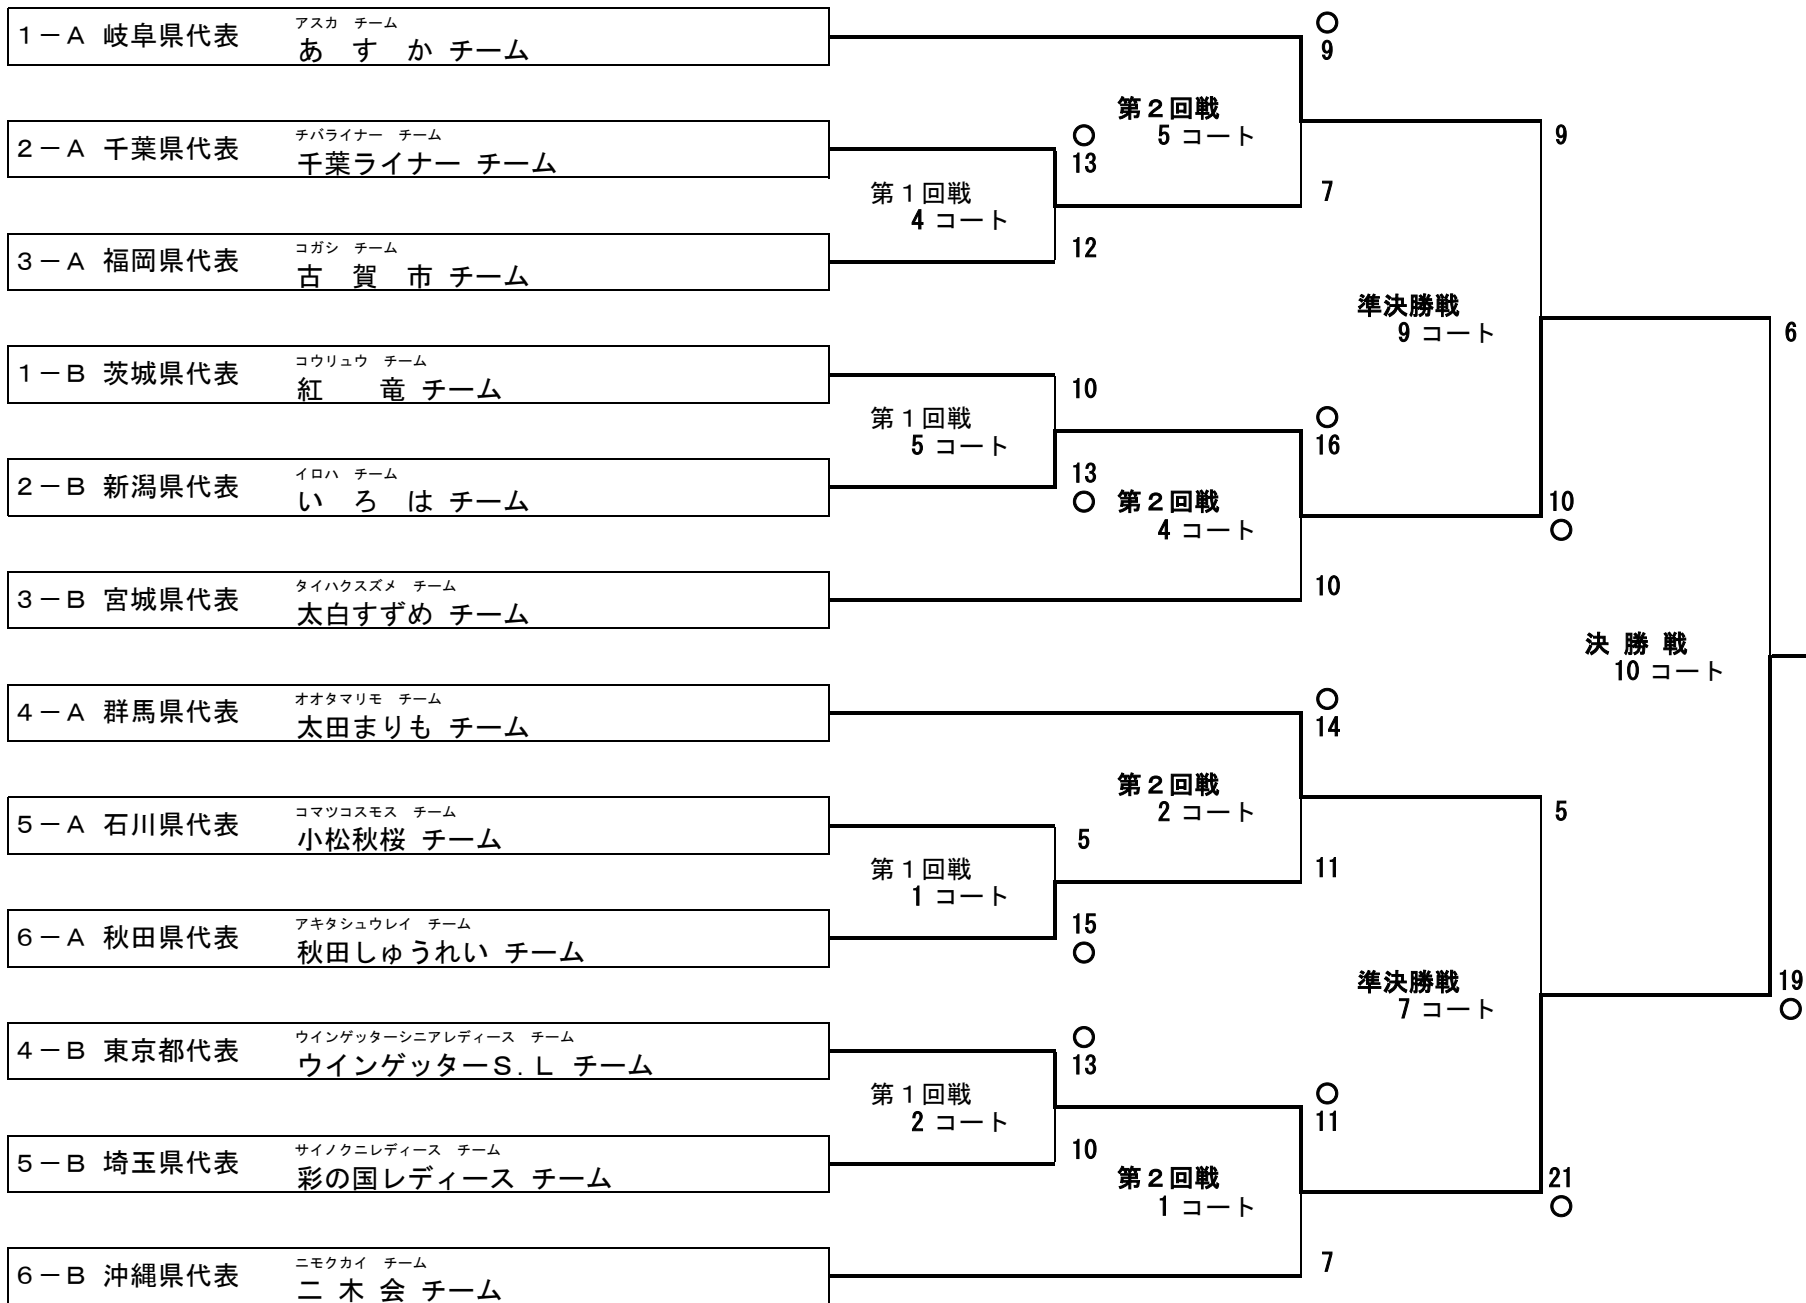 1－A 岐阜県代表
アスカ チーム
あ す か チーム
○
9
第2回戦
5 コート
2－A 千葉県代表
チバライナー チーム
千葉ライナー チーム
○
13
9
第1回戦
4 コート
7
3－A 福岡県代表
コガシ チーム
古 賀 市 チーム
12
準決勝戦
9 コート
6
1－B 茨城県代表
コウリュウ チーム
紅 竜 チーム
10
第1回戦
5 コート
○
16
2－B 新潟県代表
イロハ チーム
い ろ は チーム
13
○
第2回戦
4 コート
10
○
3－B 宮城県代表
タイハクスズメ チーム
太白すずめ チーム
10
決 勝 戦
10 コート
4－A 群馬県代表
オオタマリモ チーム
太田まりも チーム
○
14
第2回戦
2 コート
5－A 石川県代表
コマツコスモス チーム
小松秋桜 チーム
5
5
第1回戦
1 コート
11
6－A 秋田県代表
アキタシュウレイ チーム
秋田しゅうれい チーム
15
○
準決勝戦
7 コート
19
○
4－B 東京都代表
ウインゲッターシニアレディース チーム
ウインゲッターS.L チーム
○
13
第1回戦
2 コート
○
11
5－B 埼玉県代表
サイノクニレディース チーム
彩の国レディース チーム
10
第2回戦
1 コート
21
○
6－B 沖縄県代表
ニモクカイ チーム
二 木 会 チーム
7